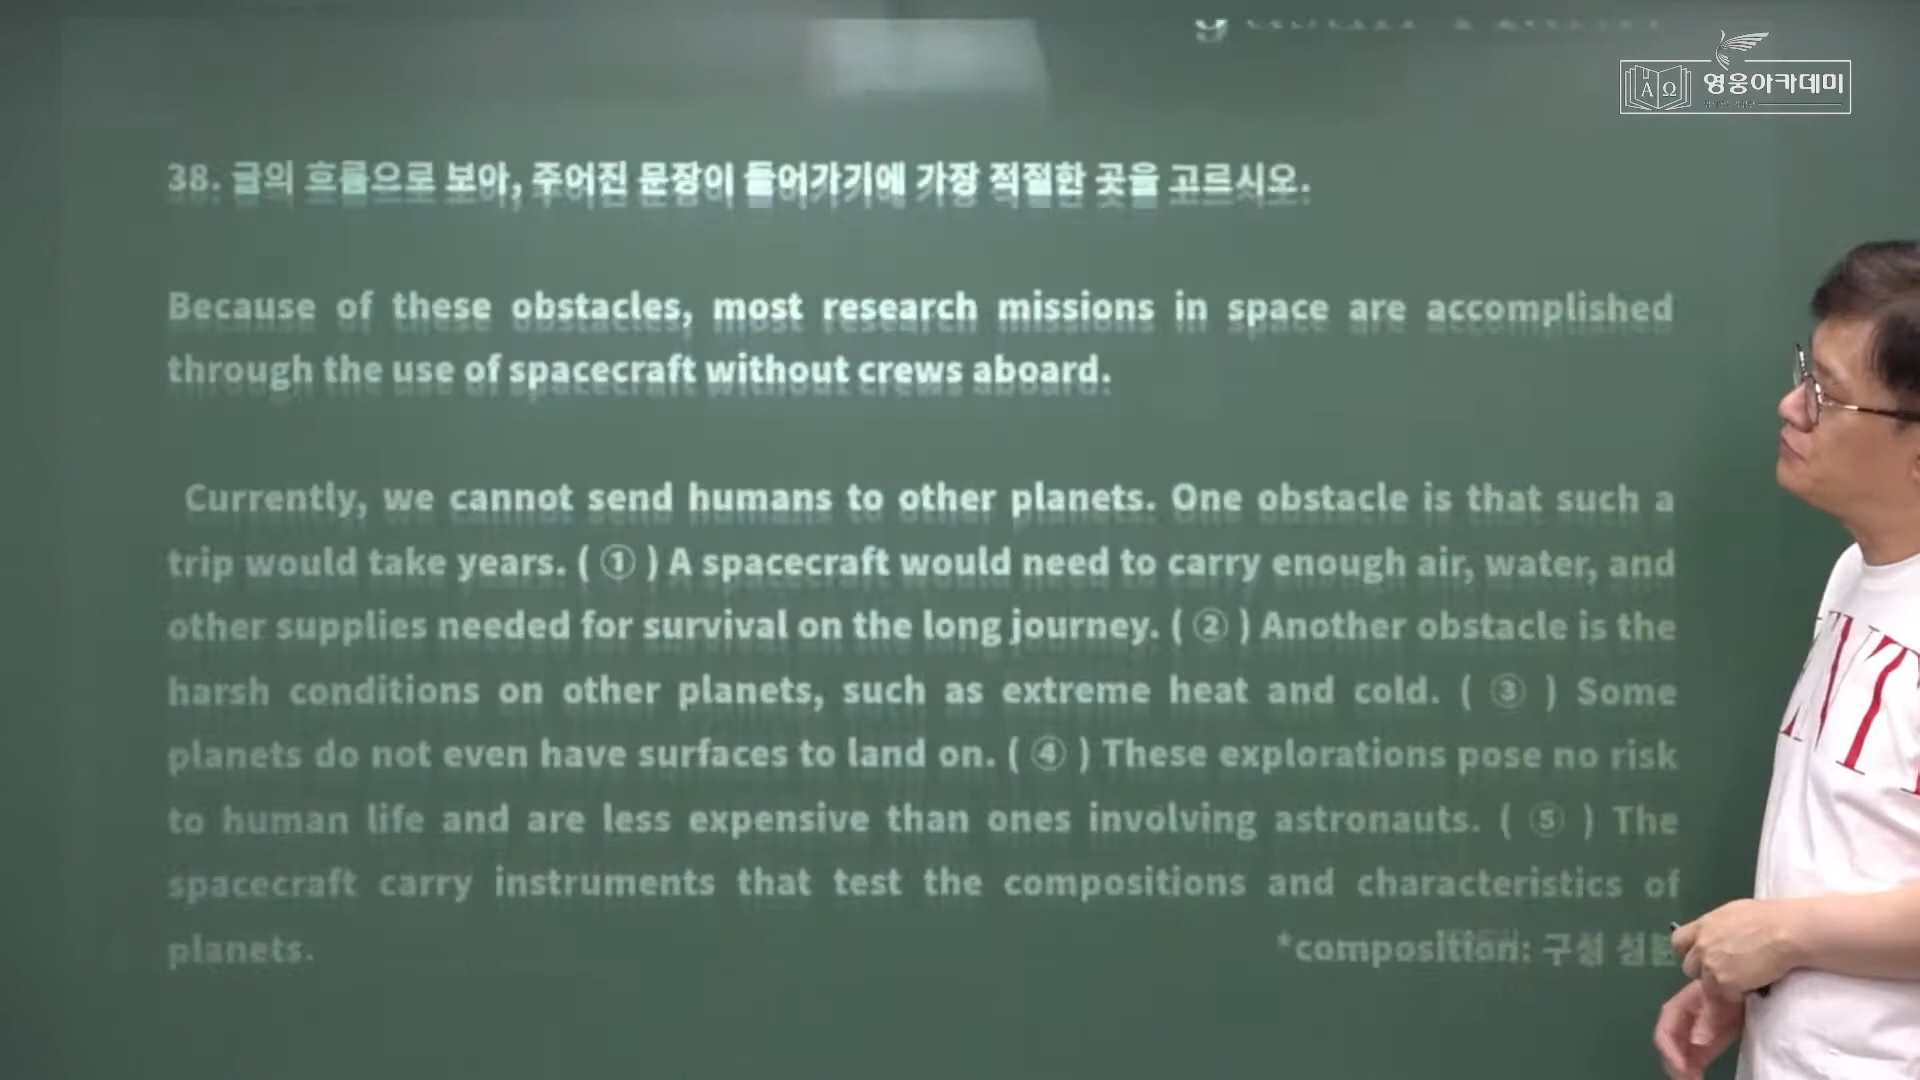 영웅아카데미
38. 글의 흐름으로 보아, 주어진 문장이 들어가기에 가장 적절한 곳을 고르시오.
Because of these obstacles, most research missions in space are accomplished
through the use of spacecraft without crews aboard.
Currently, we cannot send humans to other planets. One obstacle is that such a
trip would take years. ( ① ) A spacecraft would need to carry enough air, water, and
other supplies needed for survival on the long journey. ( ② ) Another obstacle is the
harsh conditions on other planets, such as extreme heat and cold. ( ③ ) Some
planets do not even have surfaces to land on. ( ④ ) These explorations pose no risk
to human life and are less expensive than ones involving astronauts. ( ⑤ ) The
spacecraft carry instruments that test the compositions and characteristics of
planets.
*composition: 구성 성분